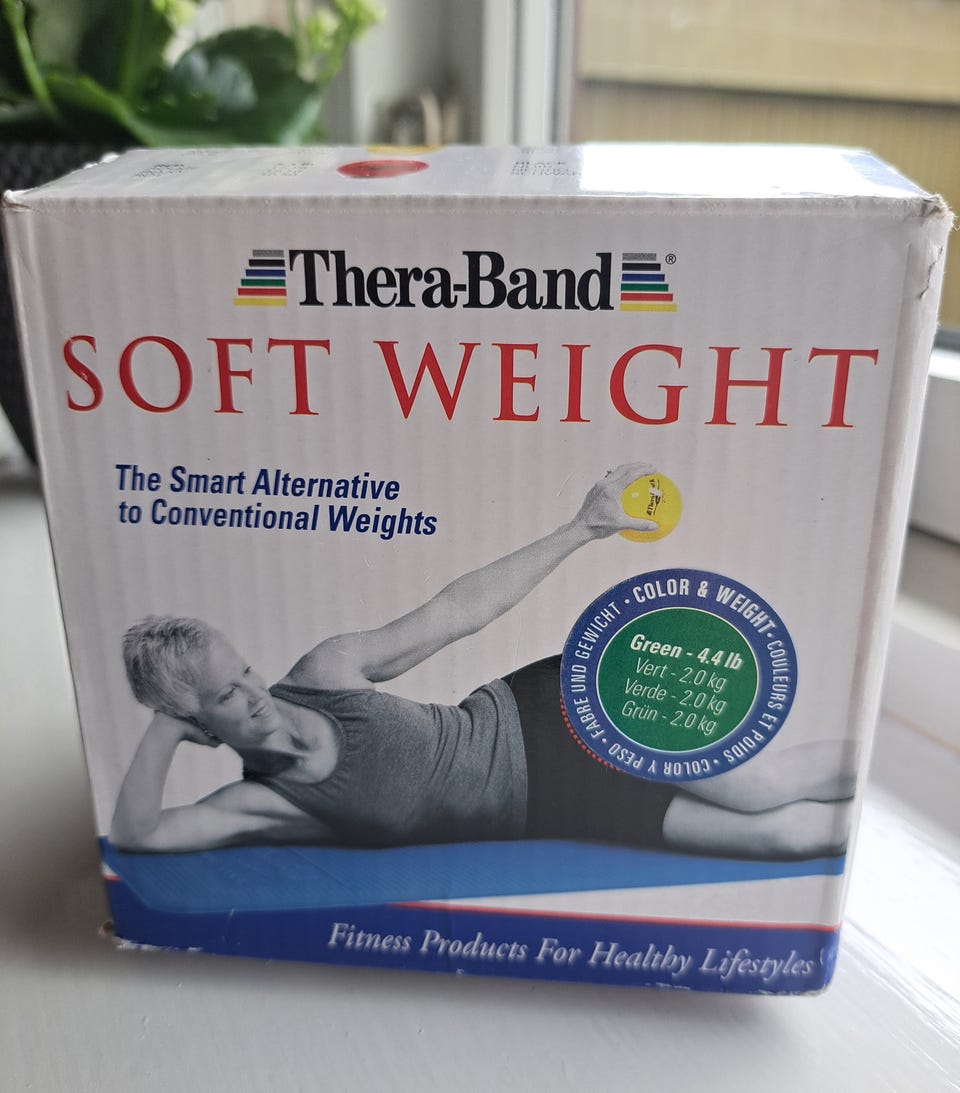 Thera-Band®
SOFT WEIGHT
The Smart Alternative
to Conventional Weights
COLOR & WEIGHT • COULEURS ET POIDS • COLOR Y PESO • FARBE UND GEWICHT •
Green - 4.4 lb
Vert - 2.0 kg
Verde - 2.0 kg
Grün - 2.0 kg
Fitness Products For Healthy Lifestyles